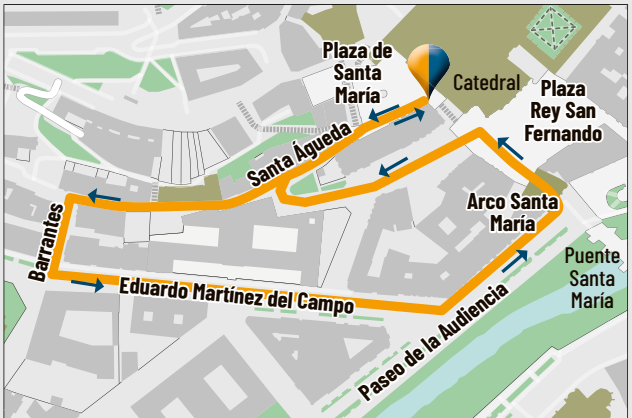 Plaza de
Santa
María
Catedral
Plaza
Rey San
Fernando
Santa Águeda
Arco Santa
María
Barrantes
Puente
Santa
María
Eduardo Martínez del Campo
Paseo de la Audiencia